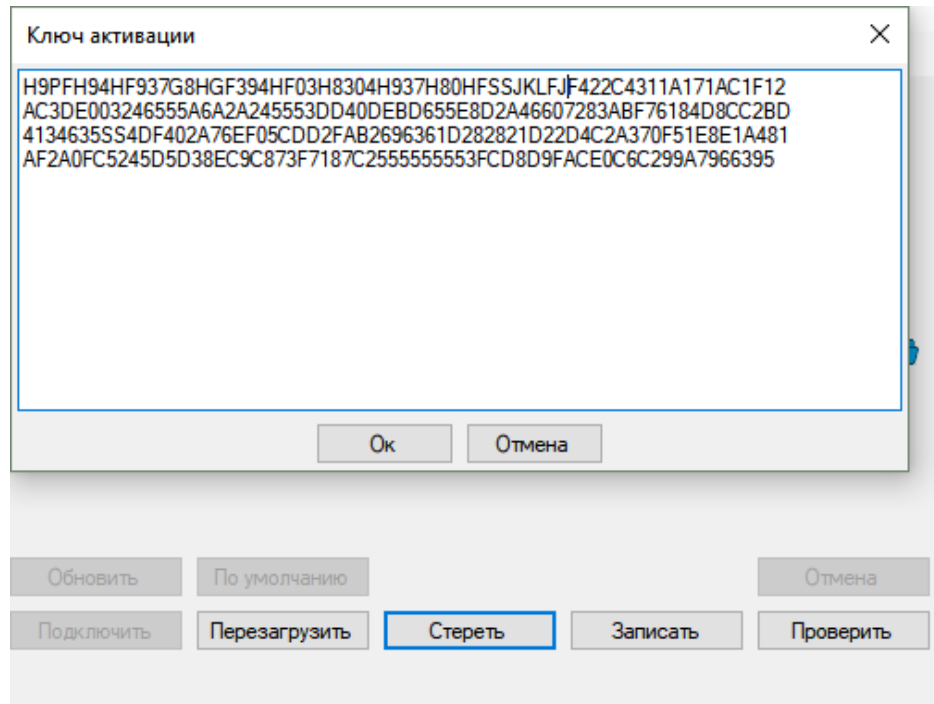 Ключ активации
H9PFH94HF937G8HGF394HF03H8304H937H80HFSSJKLFJF422C4311A171AC1F12
AC3DE003246555A6A2A245553DD40DEBD655E8D2A46607283ABF76184D8CC2BD
4134635SS4DF402A76EF05CDD2FAB2696361D282821D22D4C2A370F51E8E1A481
AF2A0FC5245D5D38EC9C873F7187C2555555553FCD8D9FACE0C6C299A7966395
Ок Отмена
Обновить По умолчанию Отмена
Подключить Перезагрузить Стереть Записать Проверить